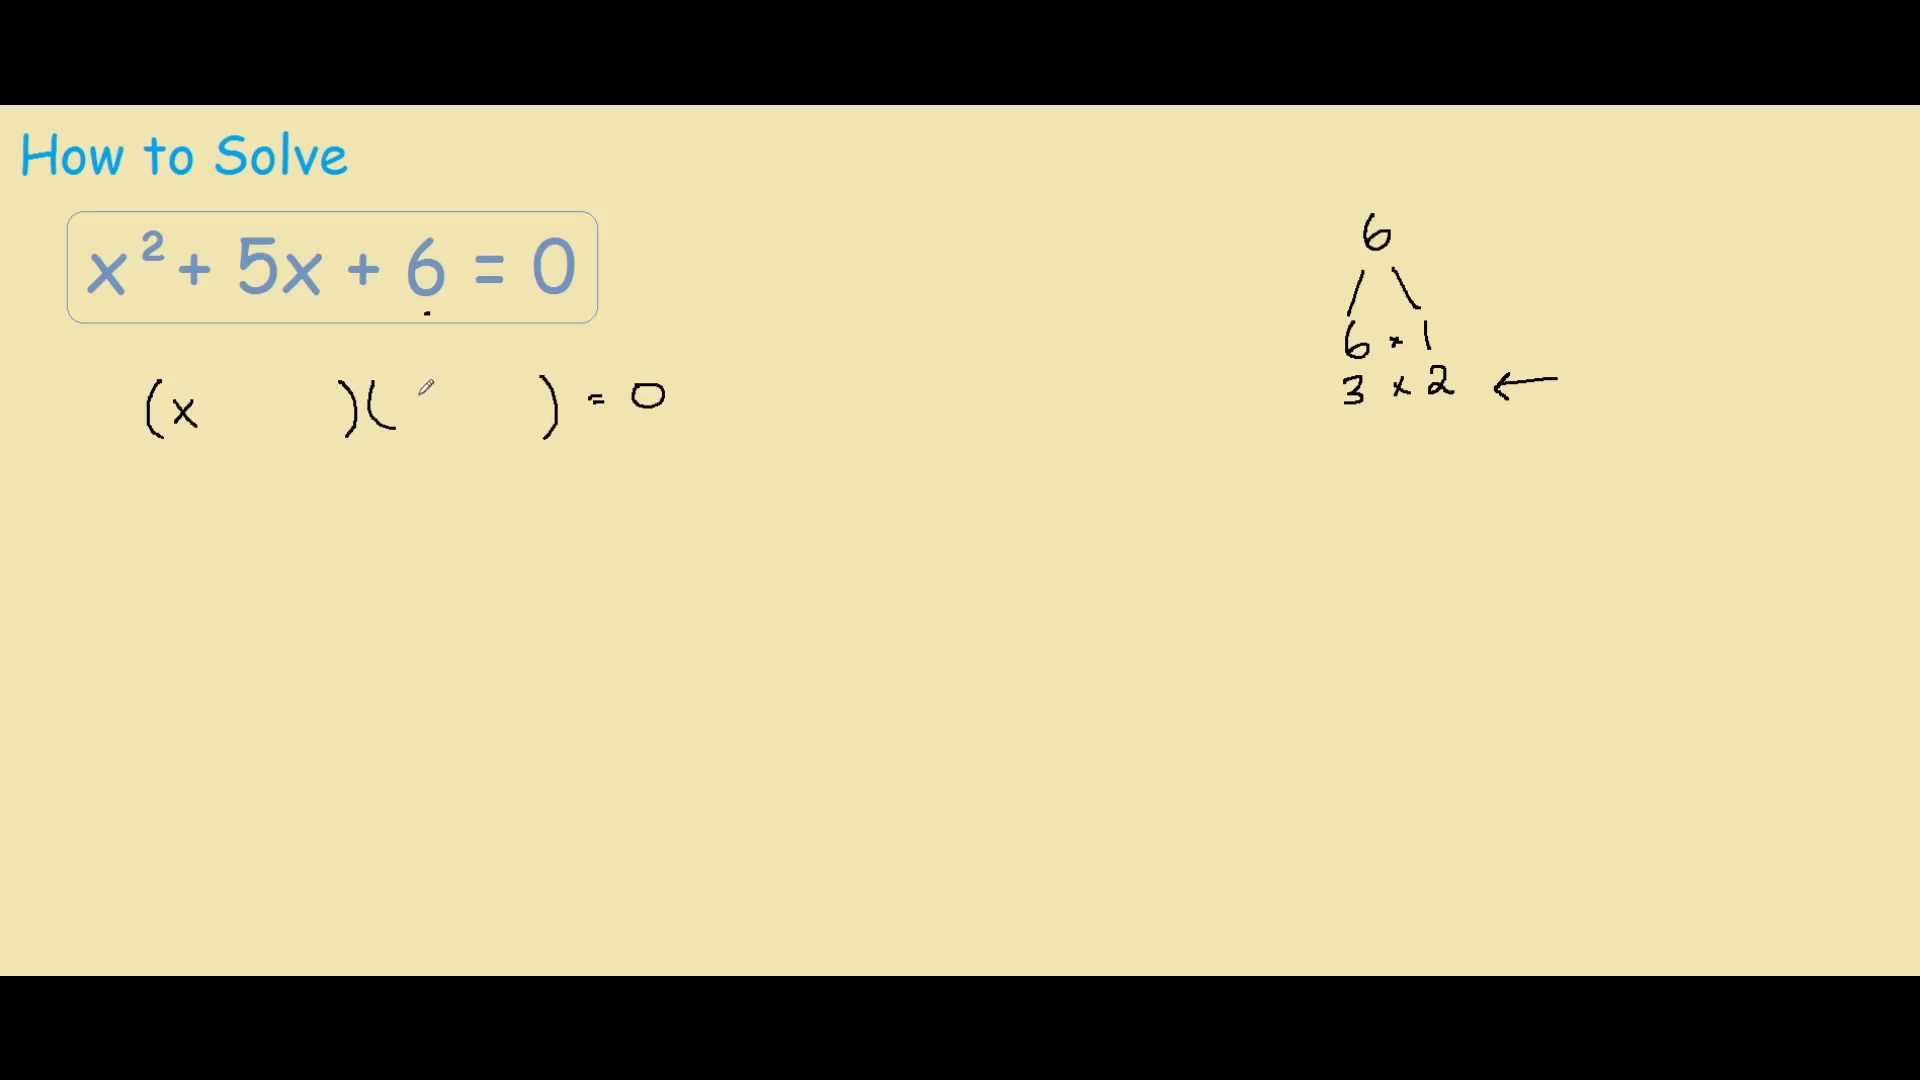 How to Solve
x² + 5x + 6 = 0
(x )( ) = 0
6
6 × 1
3 × 2 ←